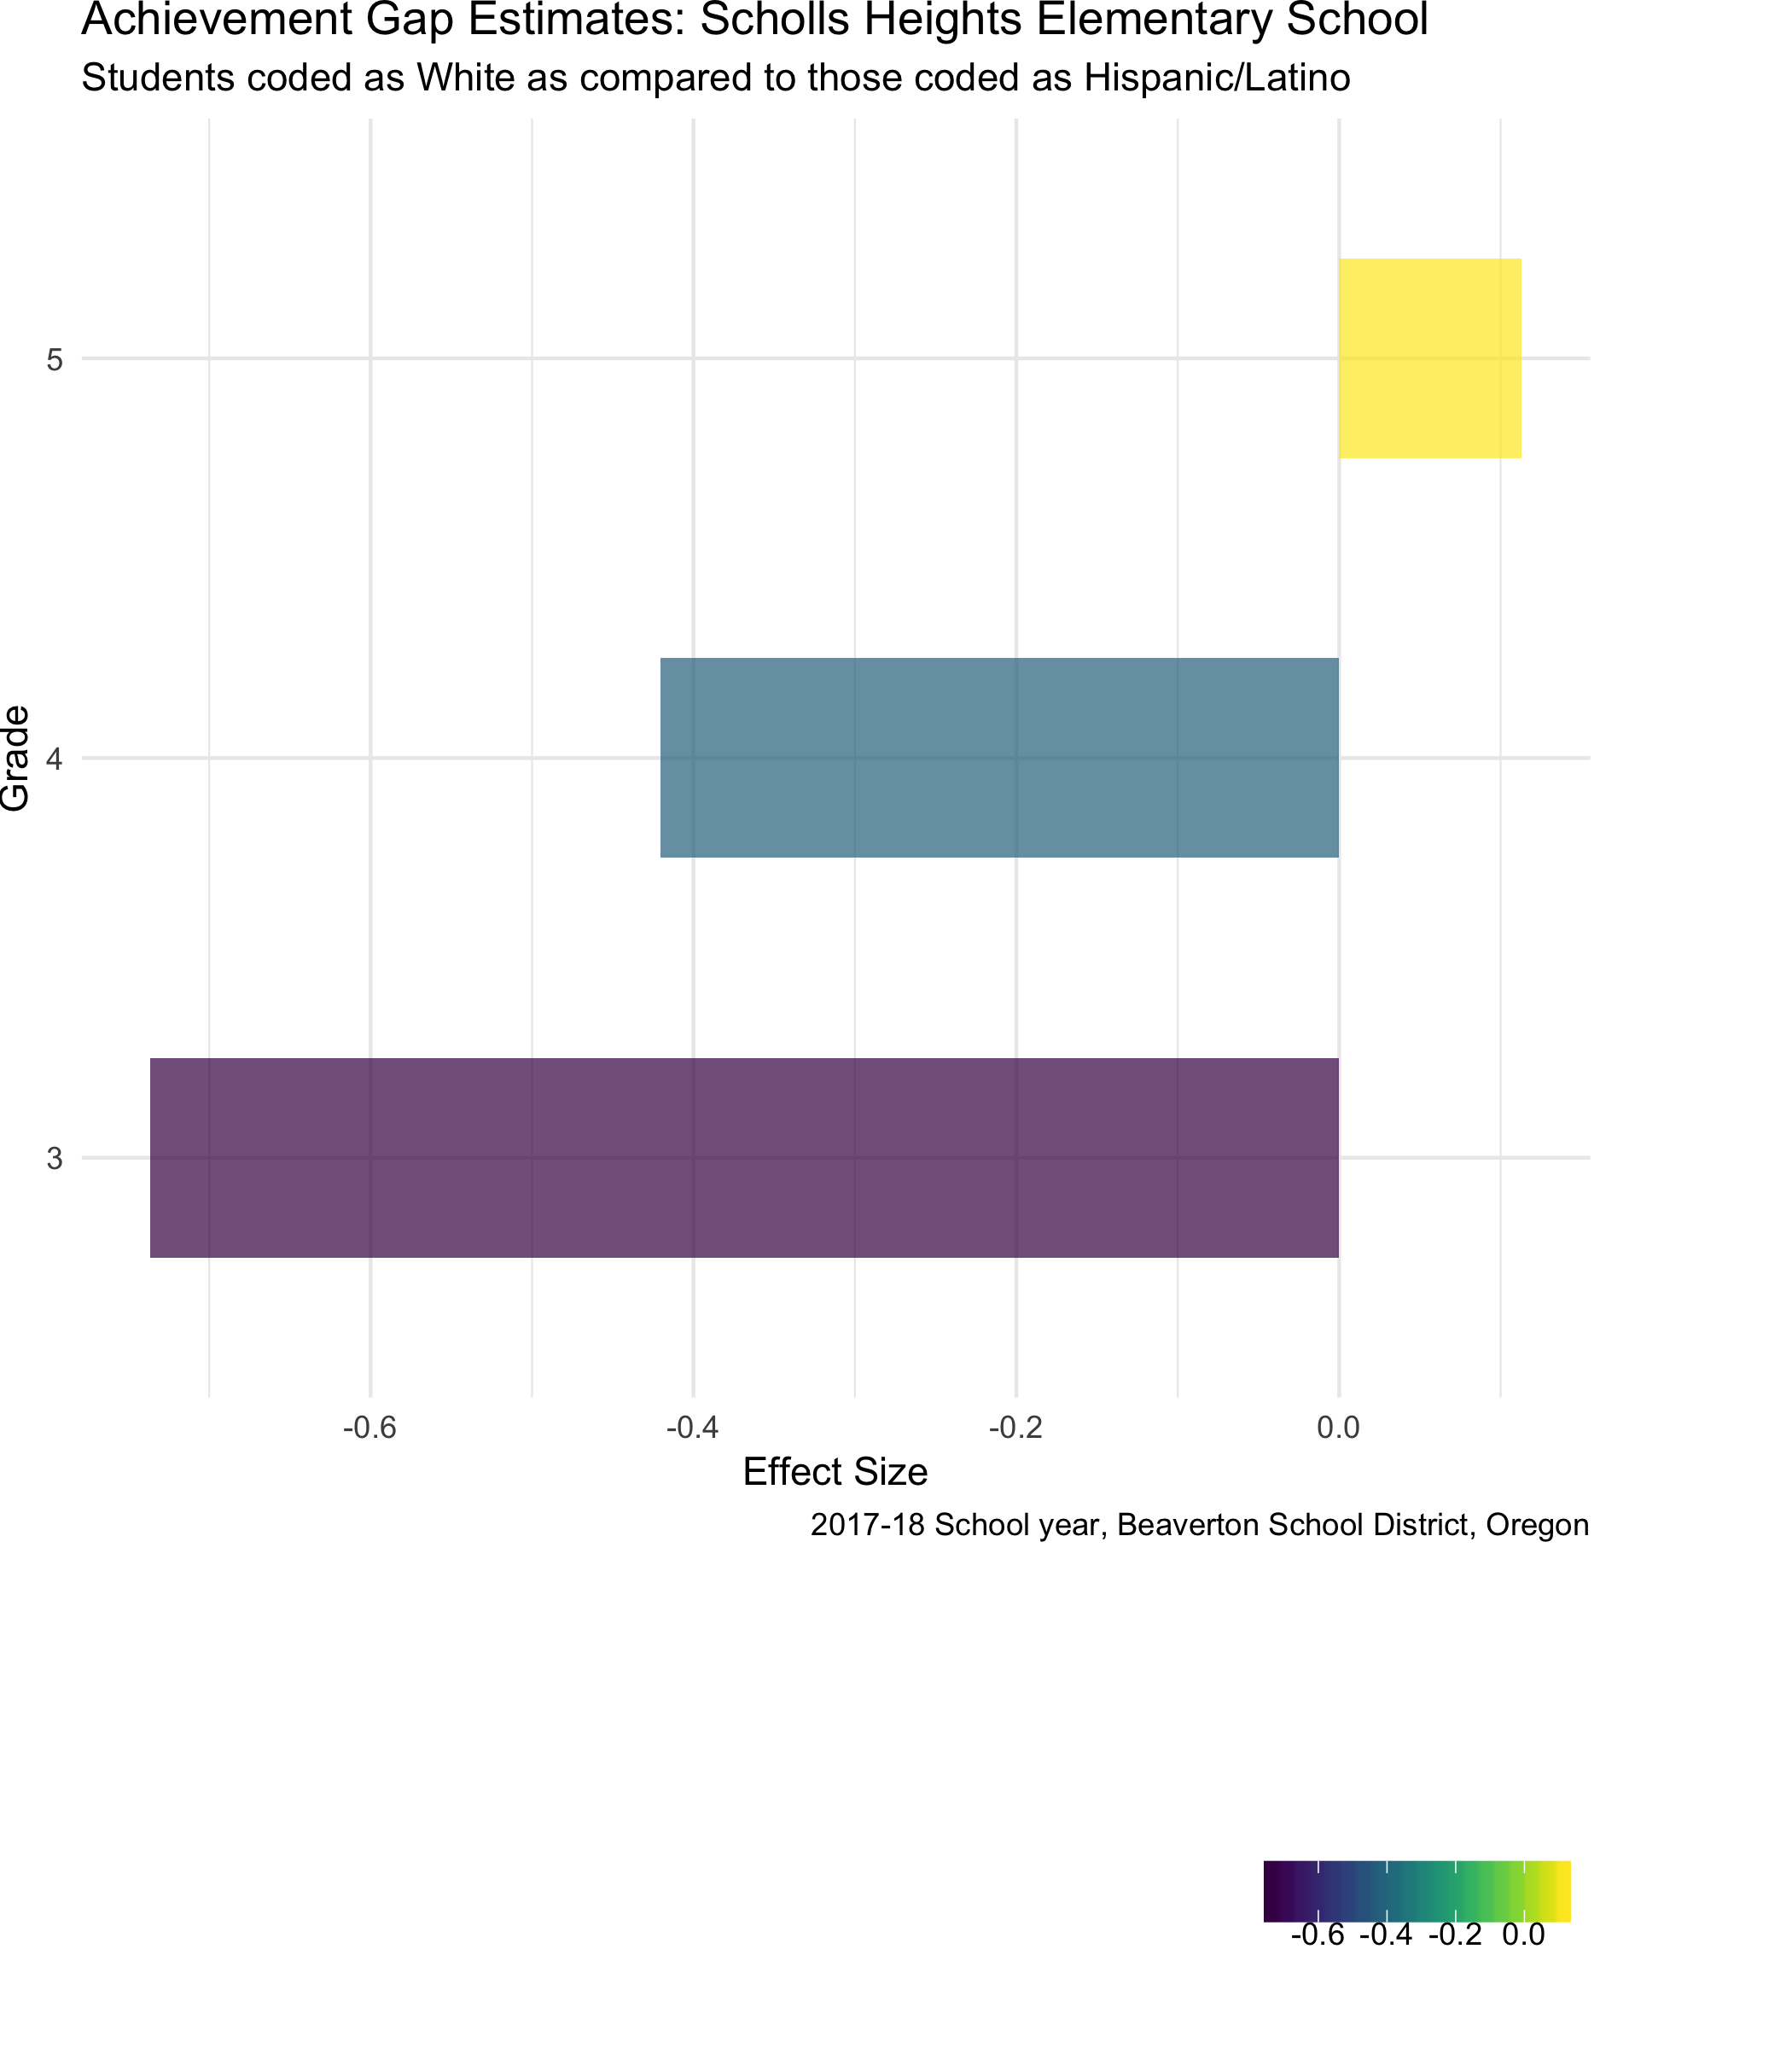 Achievement Gap Estimates: Scholls Heights Elementary School
Students coded as White as compared to those coded as Hispanic/Latino
5
4
3
Grade
-0.6 -0.4 -0.2 0.0
Effect Size
2017-18 School year, Beaverton School District, Oregon
-0.6 -0.4 -0.2 0.0